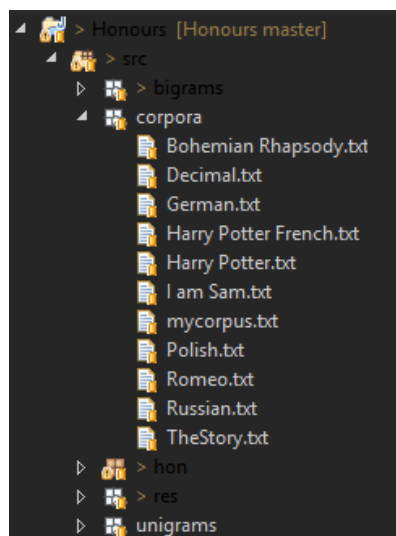 > Honours [Honours master]
> src
> bigrams
corpora
Bohemian Rhapsody.txt
Decimal.txt
German.txt
Harry Potter French.txt
Harry Potter.txt
I am Sam.txt
mycorpus.txt
Polish.txt
Romeo.txt
Russian.txt
TheStory.txt
> hon
> res
unigrams